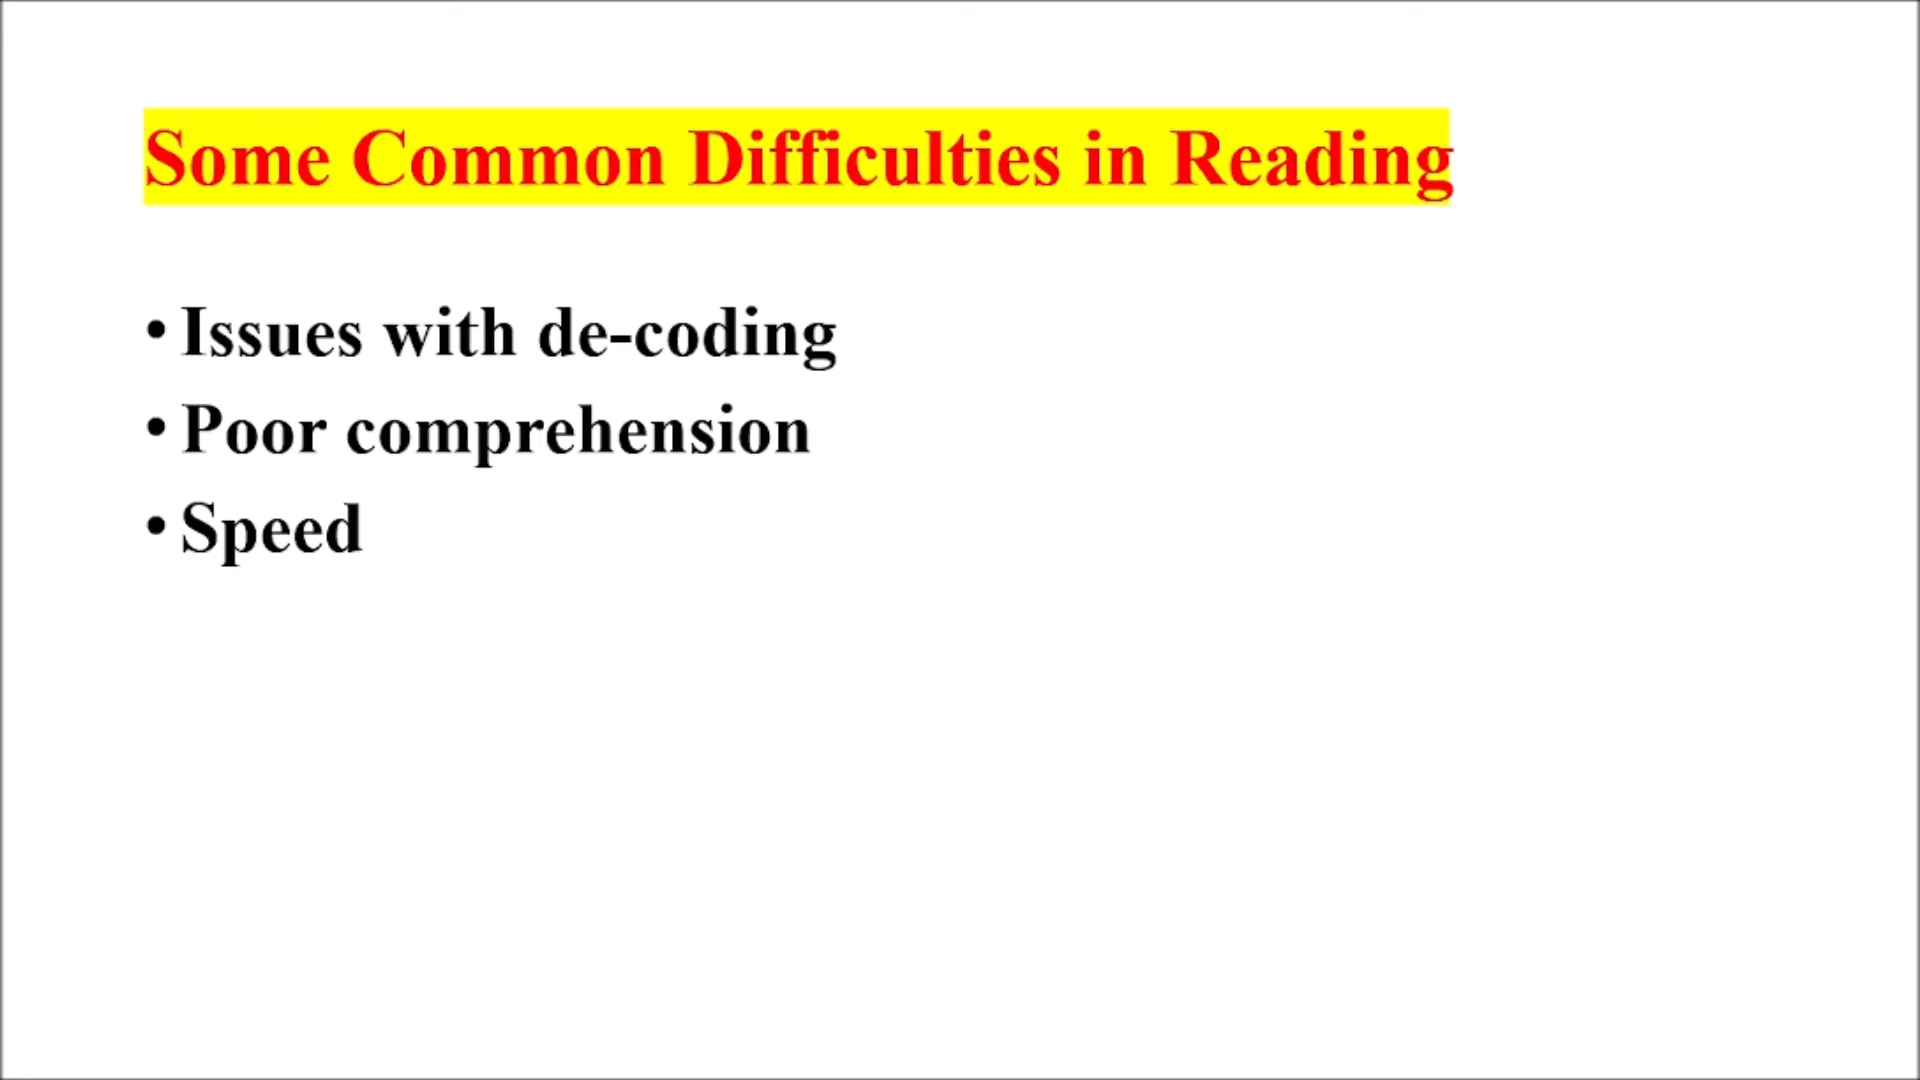 Some Common Difficulties in Reading
• Issues with de-coding
• Poor comprehension
• Speed